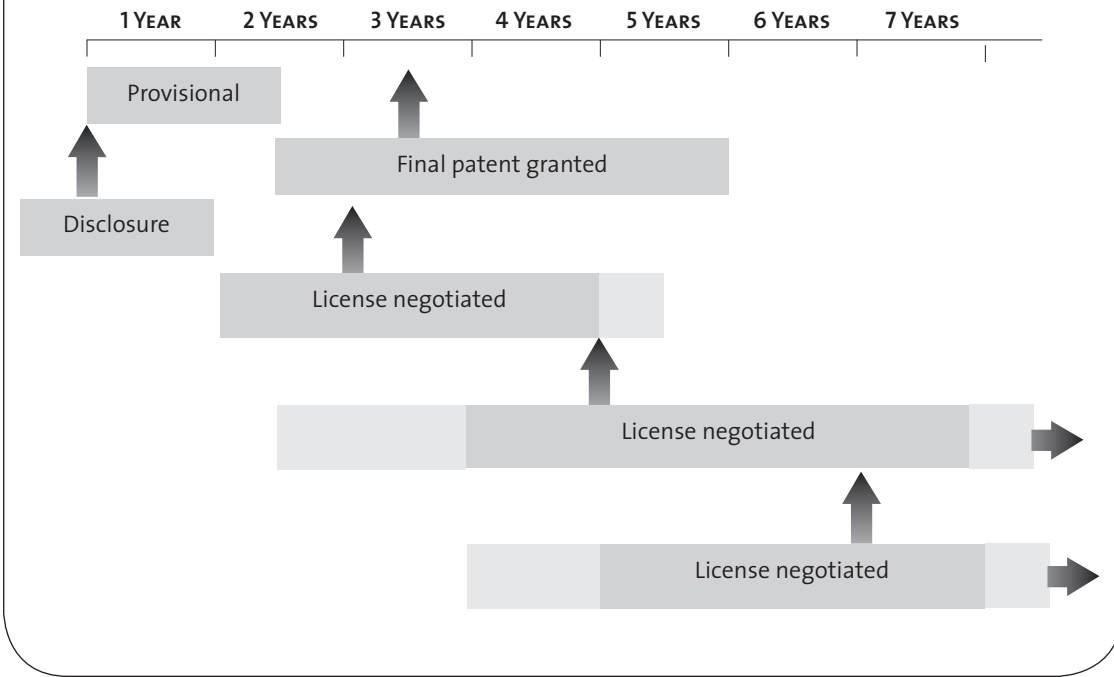 1 YEAR 2 YEARS 3 YEARS 4 YEARS 5 YEARS 6 YEARS 7 YEARS
Provisional
Final patent granted
Disclosure
License negotiated
License negotiated
License negotiated